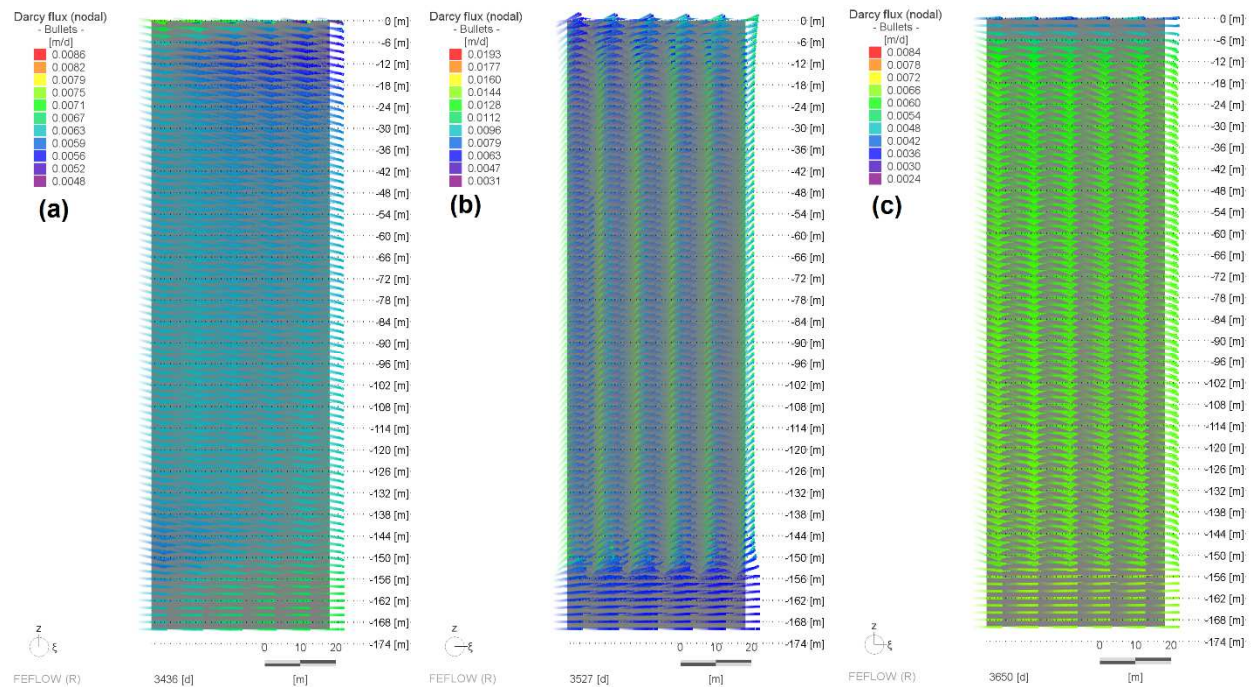 Darcy flux (nodal)
- Bullets -
[m/d]
0.0086
0.0082
0.0079
0.0075
0.0071
0.0067
0.0063
0.0059
0.0056
0.0052
0.0048
(a)
0 [m]
-6 [m]
-12 [m]
-18 [m]
-24 [m]
-30 [m]
-36 [m]
-42 [m]
-48 [m]
-54 [m]
-60 [m]
-66 [m]
-72 [m]
-78 [m]
-84 [m]
-90 [m]
-96 [m]
-102 [m]
-108 [m]
-114 [m]
-120 [m]
-126 [m]
-132 [m]
-138 [m]
-144 [m]
-150 [m]
-156 [m]
-162 [m]
-168 [m]
-174 [m]
z
ξ
0 10 20
[m]
FEFLOW (R)
3436 [d]
Darcy flux (nodal)
- Bullets -
[m/d]
0.0193
0.0177
0.0160
0.0144
0.0128
0.0112
0.0096
0.0079
0.0063
0.0047
0.0031
(b)
0 [m]
-6 [m]
-12 [m]
-18 [m]
-24 [m]
-30 [m]
-36 [m]
-42 [m]
-48 [m]
-54 [m]
-60 [m]
-66 [m]
-72 [m]
-78 [m]
-84 [m]
-90 [m]
-96 [m]
-102 [m]
-108 [m]
-114 [m]
-120 [m]
-126 [m]
-132 [m]
-138 [m]
-144 [m]
-150 [m]
-156 [m]
-162 [m]
-168 [m]
-174 [m]
z
ξ
0 10 20
[m]
FEFLOW (R)
3527 [d]
Darcy flux (nodal)
- Bullets -
[m/d]
0.0084
0.0078
0.0072
0.0066
0.0060
0.0054
0.0048
0.0042
0.0036
0.0030
0.0024
(c)
0 [m]
-6 [m]
-12 [m]
-18 [m]
-24 [m]
-30 [m]
-36 [m]
-42 [m]
-48 [m]
-54 [m]
-60 [m]
-66 [m]
-72 [m]
-78 [m]
-84 [m]
-90 [m]
-96 [m]
-102 [m]
-108 [m]
-114 [m]
-120 [m]
-126 [m]
-132 [m]
-138 [m]
-144 [m]
-150 [m]
-156 [m]
-162 [m]
-168 [m]
-174 [m]
z
ξ
0 10 20
[m]
FEFLOW (R)
3650 [d]